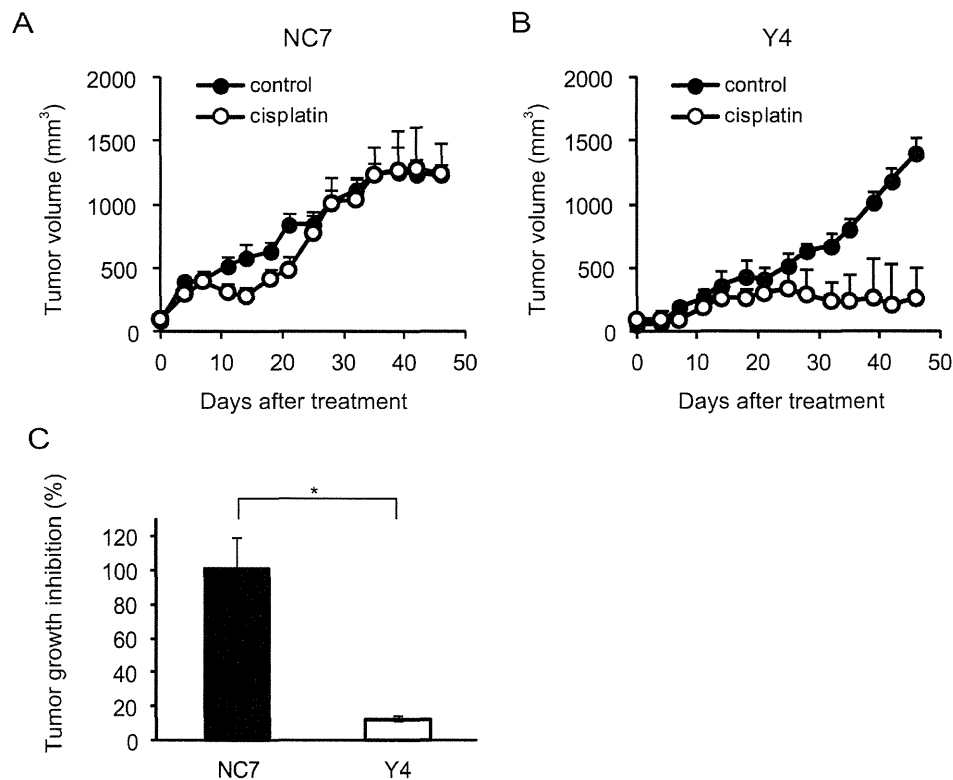 A
NC7
control
cisplatin
Tumor volume (mm³)
2000
1500
1000
500
0
0 10 20 30 40 50
Days after treatment
B
Y4
control
cisplatin
Tumor volume (mm³)
2000
1500
1000
500
0
0 10 20 30 40 50
Days after treatment
C
Tumor growth inhibition (%)
120
100
80
60
40
20
0
*
NC7 Y4